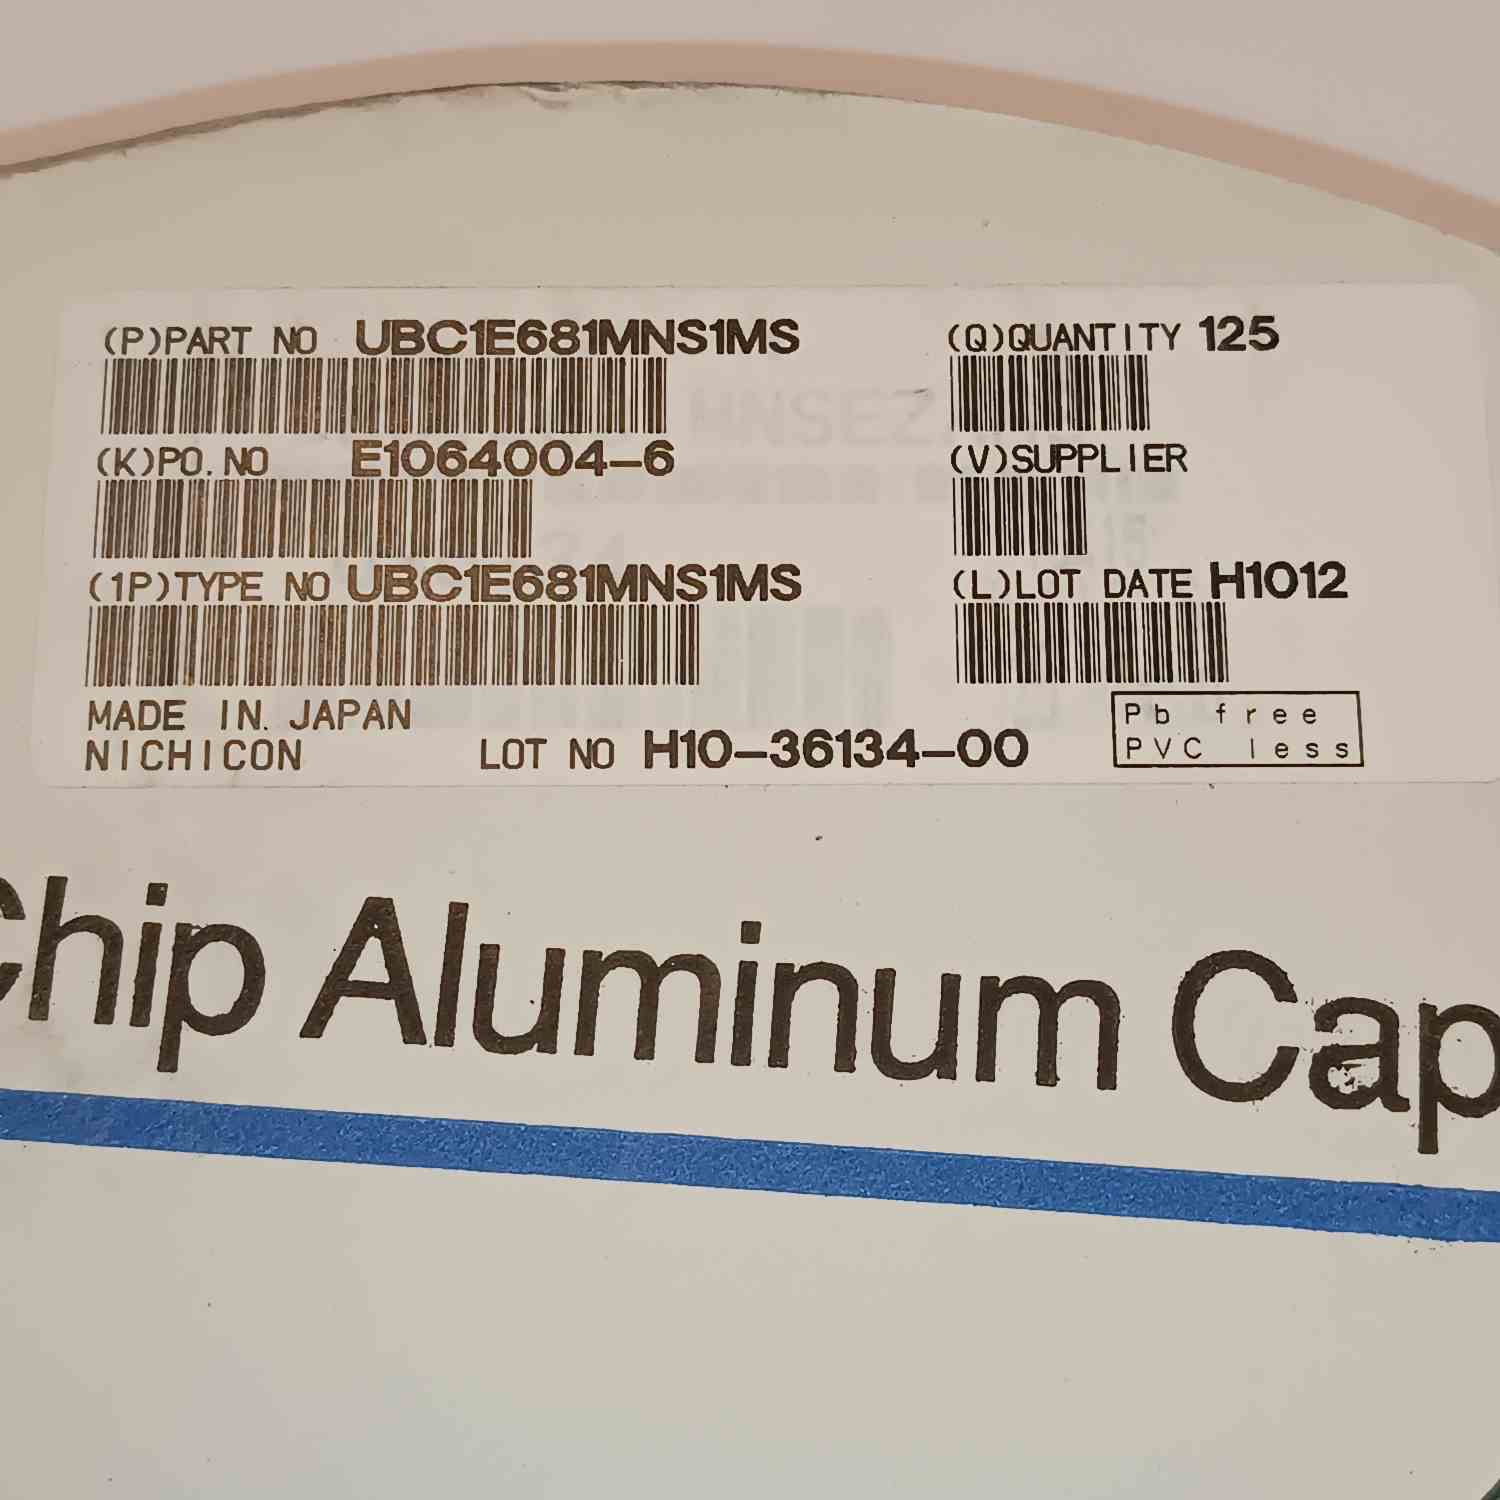 (P)PART NO UBC1E681MNS1MS
(Q)QUANTITY 125
(K)PO.NO E1064004-6
(V)SUPPLIER
(1P)TYPE NO UBC1E681MNS1MS
(L)LOT DATE H1012
MADE IN JAPAN
NICHICON
LOT NO H10-36134-00
Pb free
PVC less
Chip Aluminum Cap